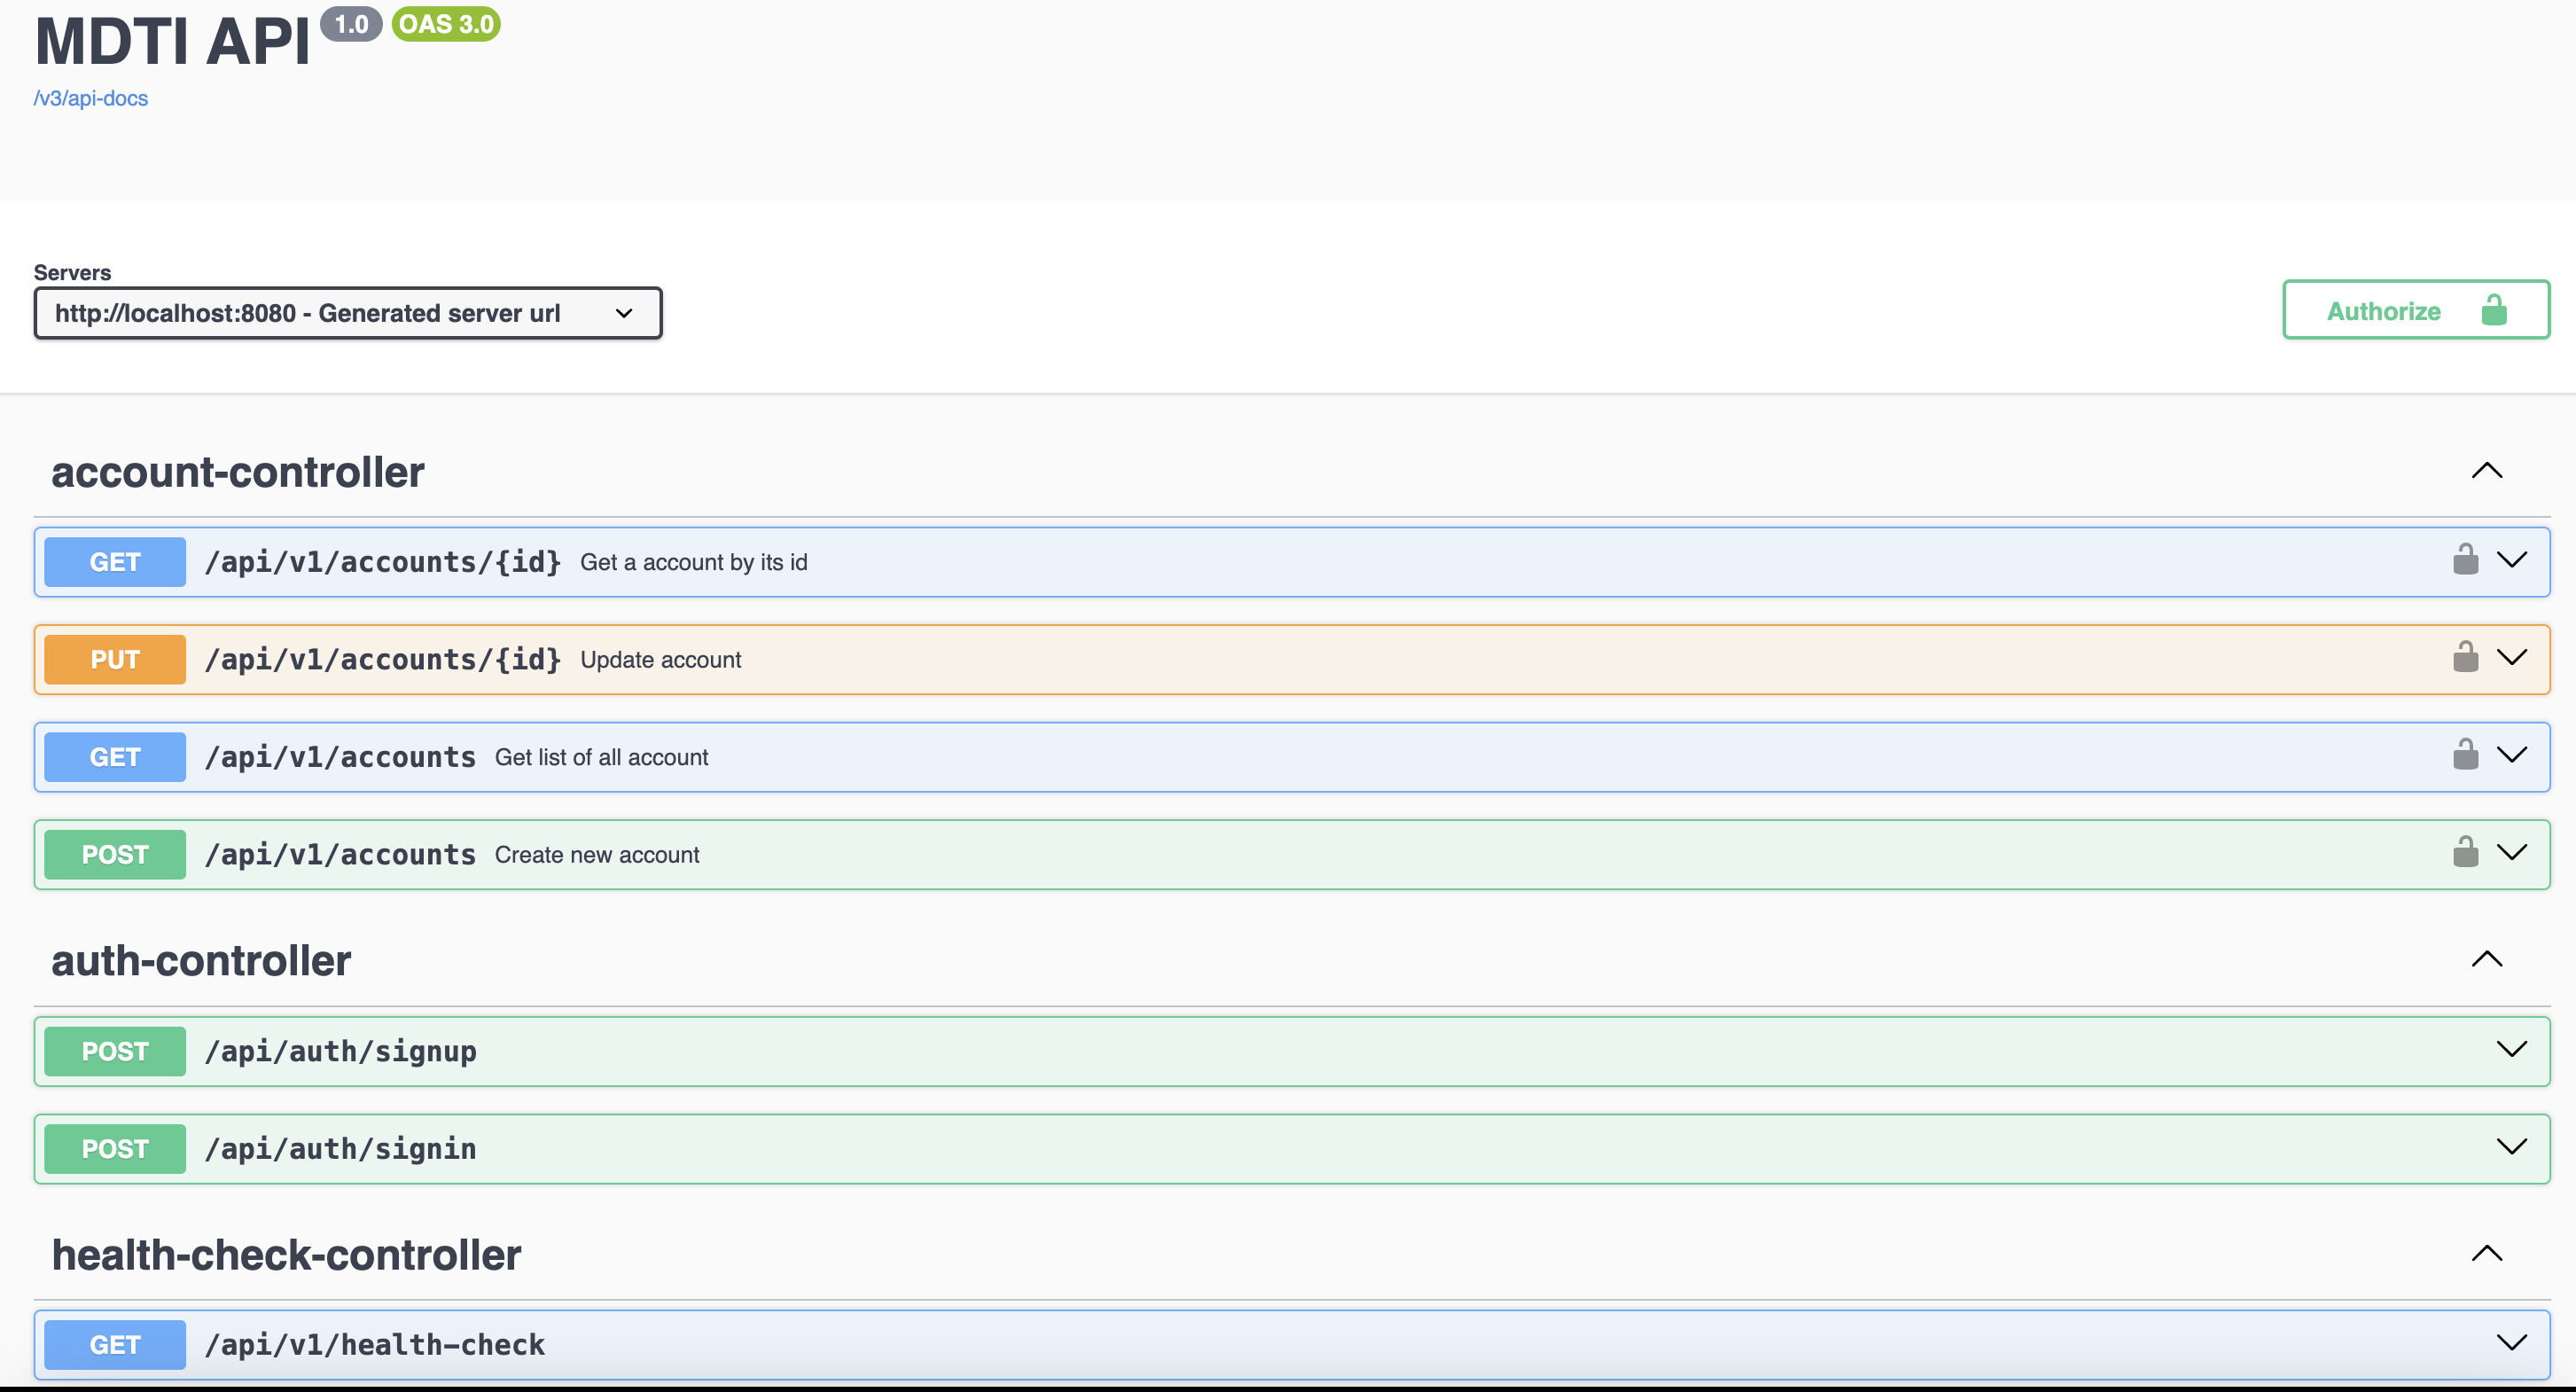 MDTI API 1.0 OAS 3.0
/v3/api-docs
Servers
http://localhost:8080 - Generated server url
Authorize
account-controller
GET /api/v1/accounts/{id} Get a account by its id
PUT /api/v1/accounts/{id} Update account
GET /api/v1/accounts Get list of all account
POST /api/v1/accounts Create new account
auth-controller
POST /api/auth/signup
POST /api/auth/signin
health-check-controller
GET /api/v1/health-check